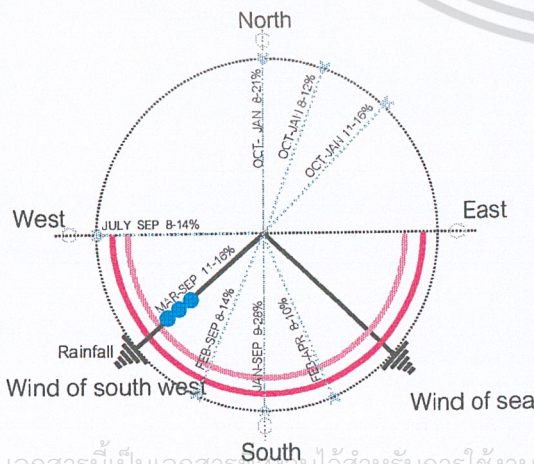 North
OCT- JAN 8-21%
OCT-JAN 8-12%
OCT-JAN 11-16%
West
JULY SEP 8-14%
East
MAR-SEP 11-16%
FEB-SEP 8-14%
JAN-SEP 9-28%
FEB-APR, 8-10%
Rainfall
Wind of south west
Wind of sea
South